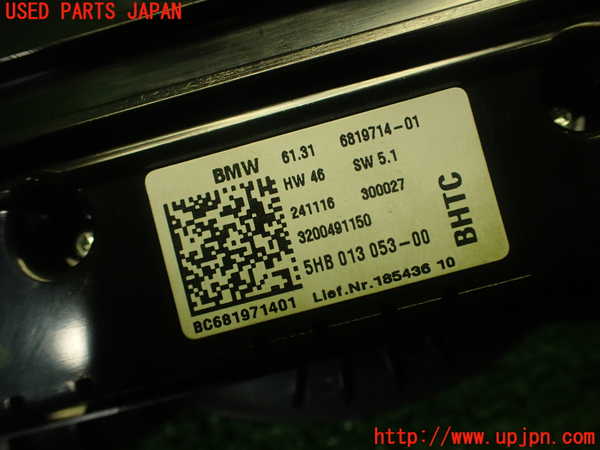 USED PARTS JAPAN
BMW 61.31 6819714-01
HW 46 SW 5.1
241116 300027
3200491150
5HB 013 053-00
BHTC
BC681971401 Lief.Nr.185436 10
http://www.upjpn.com/